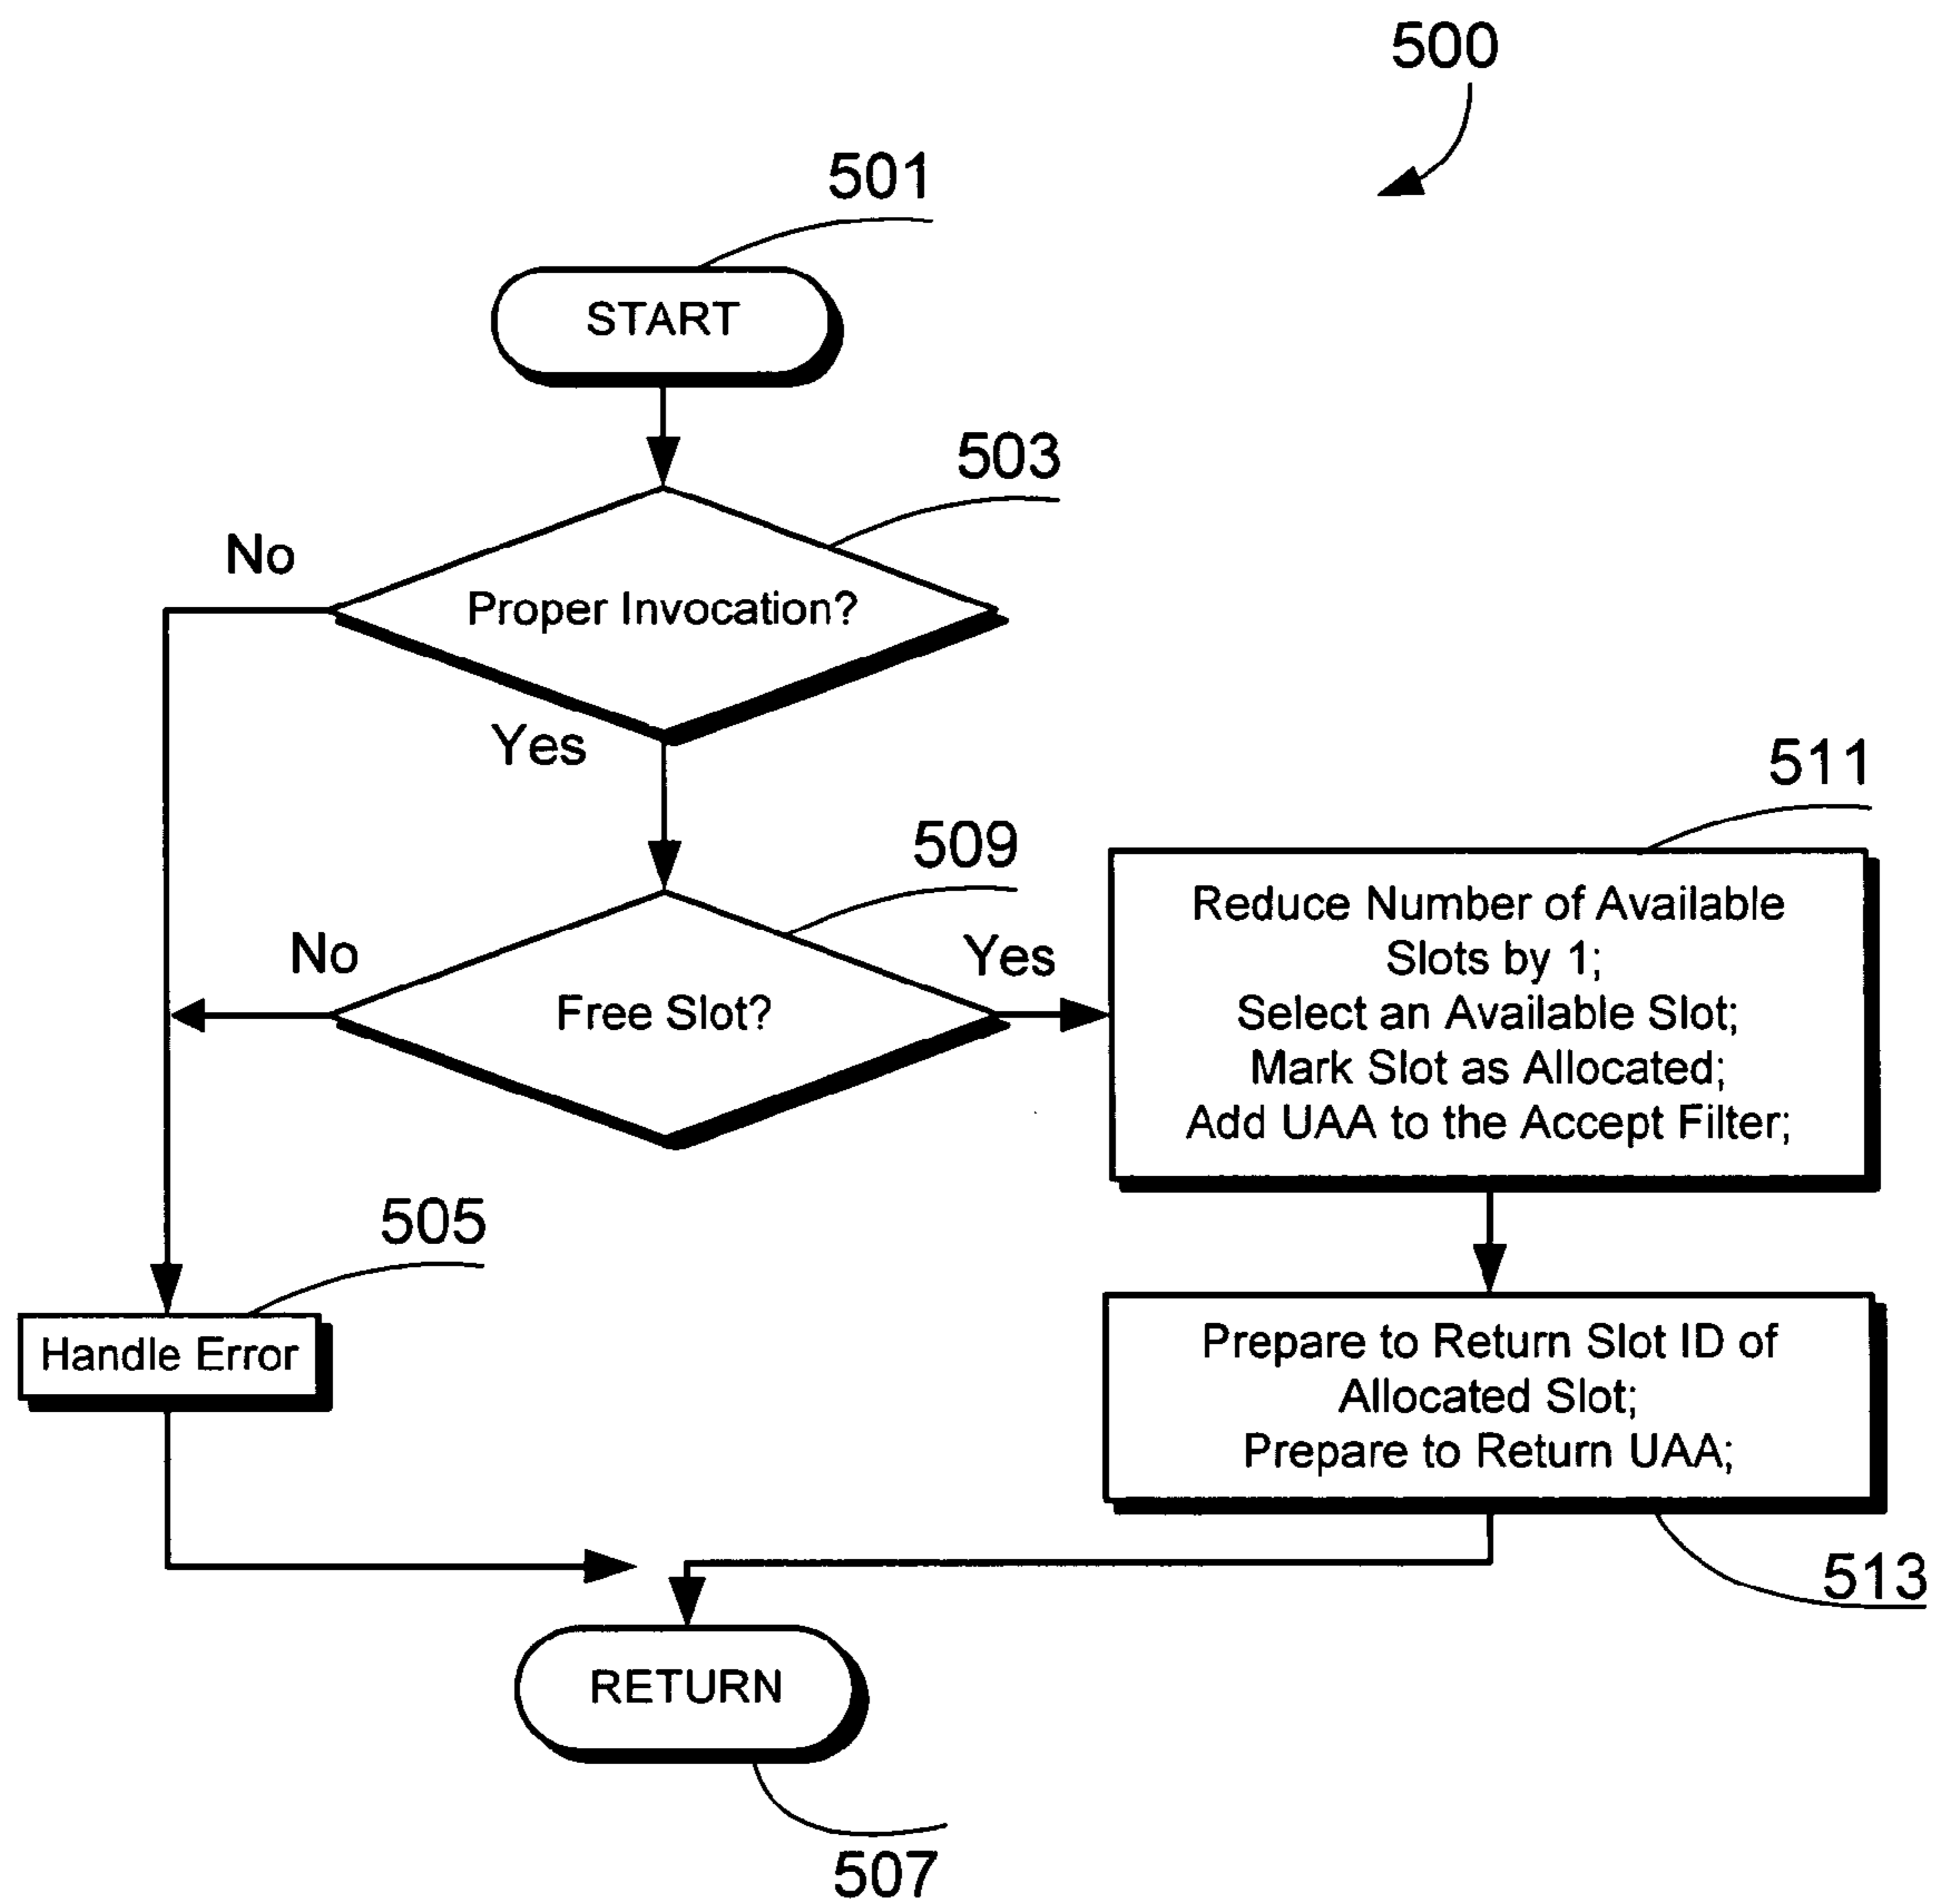 500
501
START
503
No
Proper Invocation?
Yes
511
509
Reduce Number of Available
Slots by 1;
Select an Available Slot;
Mark Slot as Allocated;
Add UAA to the Accept Filter;
No
Yes
Free Slot?
505
Handle Error
Prepare to Return Slot ID of
Allocated Slot;
Prepare to Return UAA;
513
RETURN
507